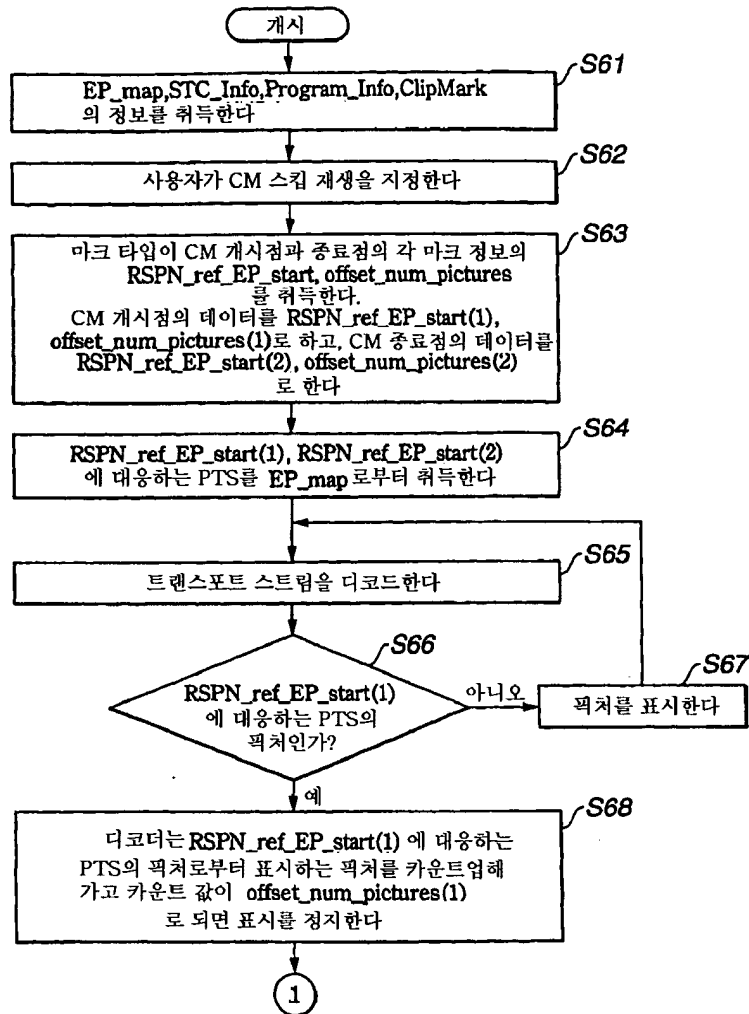 개시
S61
EP_map,STC_Info,Program_Info,ClipMark
의 정보를 취득한다
S62
사용자가 CM 스킵 재생을 지정한다
S63
마크 타입이 CM 개시점과 종료점의 각 마크 정보의
RSPN_ref_EP_start, offset_num_pictures
를 취득한다.
CM 개시점의 데이터를 RSPN_ref_EP_start(1),
offset_num_pictures(1)로 하고, CM 종료점의 데이터를
RSPN_ref_EP_start(2), offset_num_pictures(2)
로 한다
S64
RSPN_ref_EP_start(1), RSPN_ref_EP_start(2)
에 대응하는 PTS를 EP_map로부터 취득한다
S65
트랜스포트 스트림을 디코드한다
S66
RSPN_ref_EP_start(1)
에 대응하는 PTS의
픽처인가?
아니오
S67
픽처를 표시한다
예
S68
디코더는 RSPN_ref_EP_start(1) 에 대응하는
PTS의 픽처로부터 표시하는 픽처를 카운트업해
가고 카운트 값이 offset_num_pictures(1)
로 되면 표시를 정지한다
1